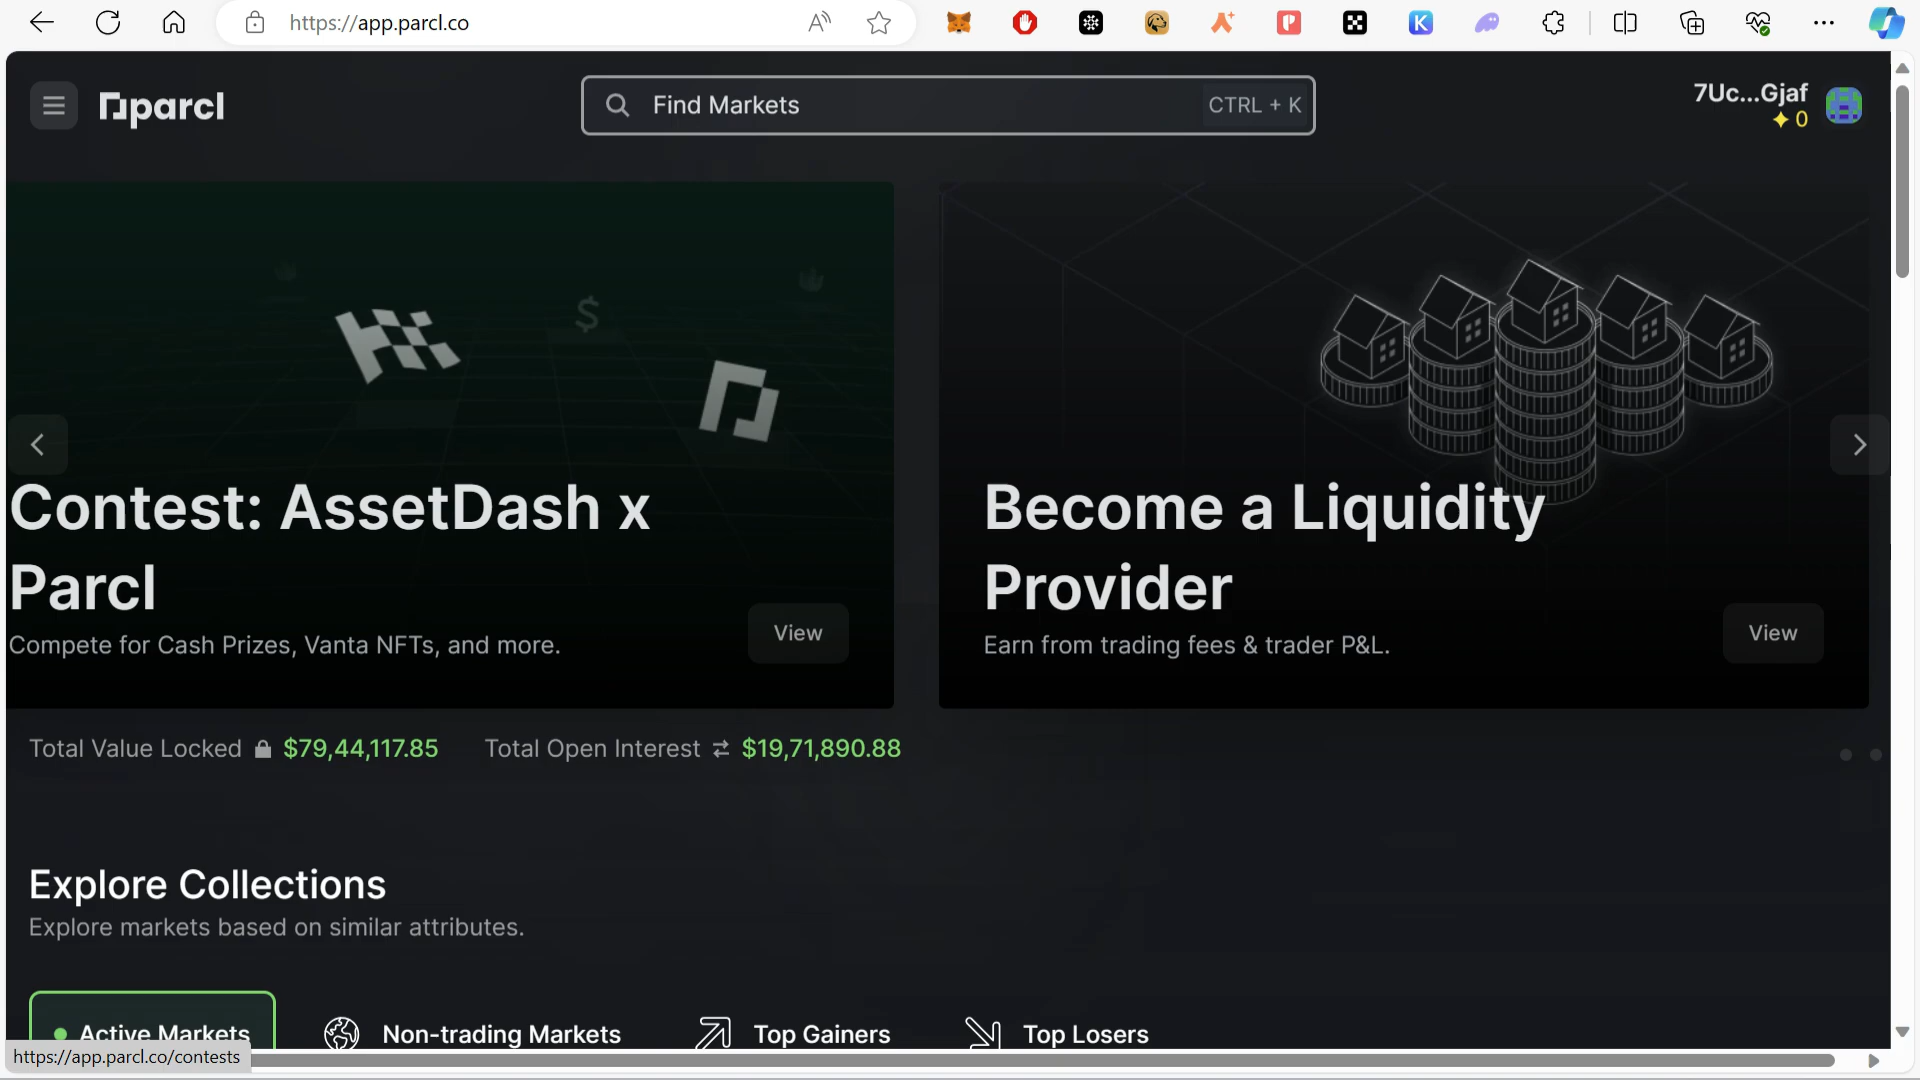 https://app.parcl.co
parcl
Find Markets
CTRL + K
7Uc...Gjaf
0
Contest: AssetDash x
Parcl
Compete for Cash Prizes, Vanta NFTs, and more.
View
Become a Liquidity
Provider
Earn from trading fees & trader P&L.
View
Total Value Locked $79,44,117.85
Total Open Interest $19,71,890.88
Explore Collections
Explore markets based on similar attributes.
Active Markets
Non-trading Markets
Top Gainers
Top Losers
https://app.parcl.co/contests